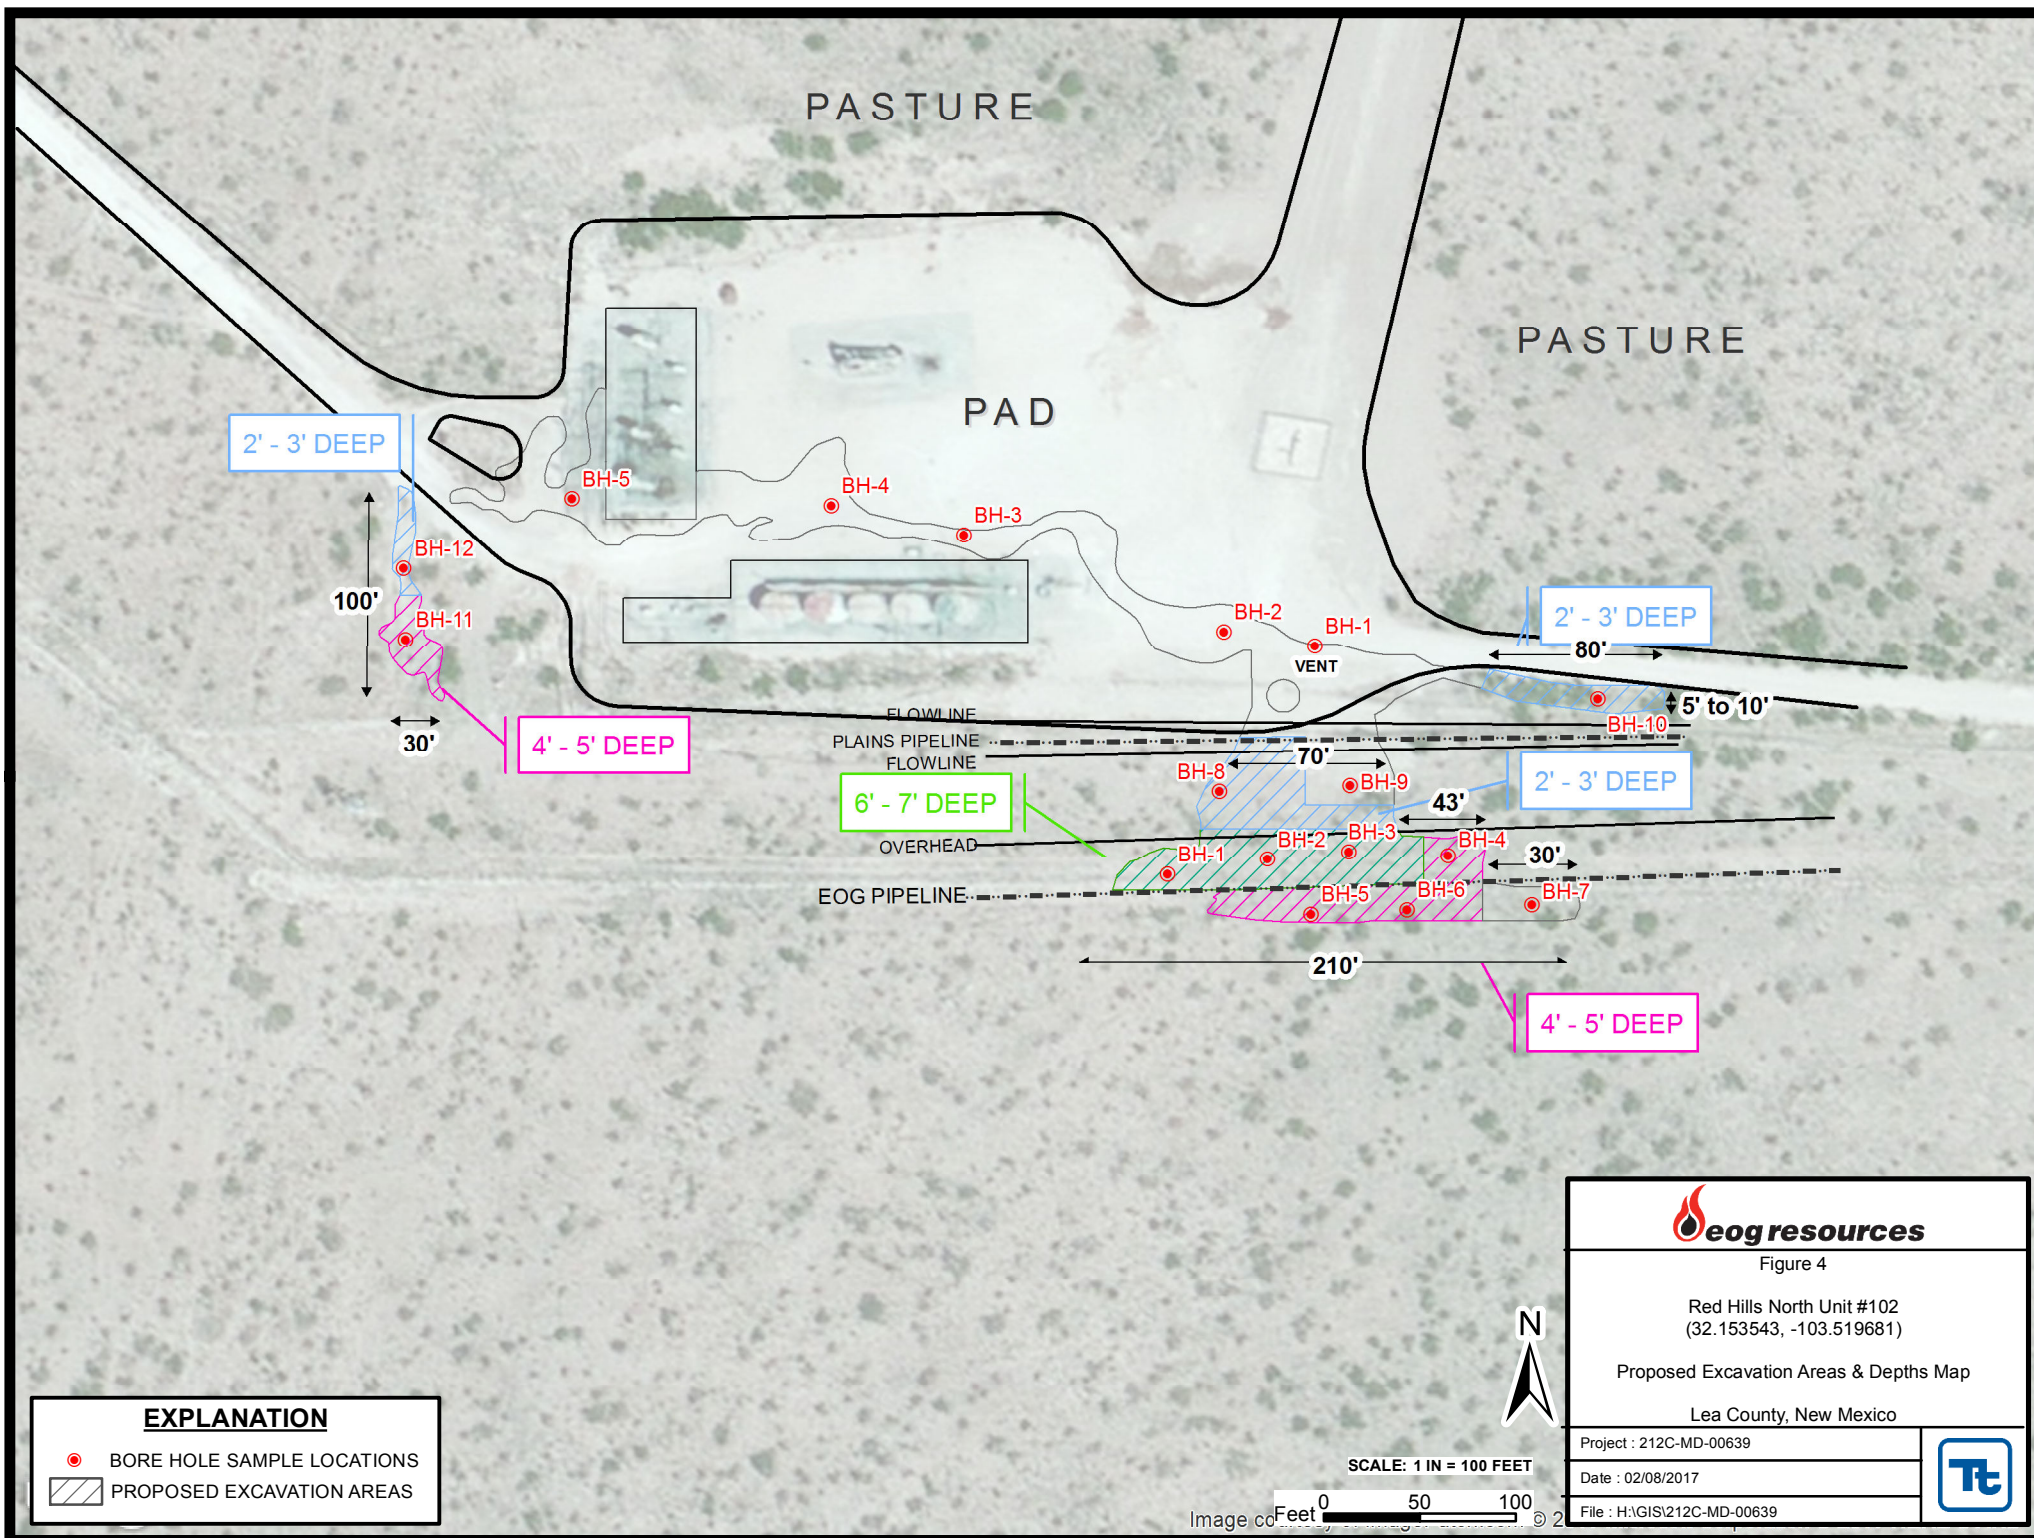 PASTURE
PASTURE
PAD
2' - 3' DEEP
BH-5
BH-4
BH-3
BH-12
100'
BH-11
BH-2
BH-1
VENT
2' - 3' DEEP
80'
5' to 10'
BH-10
30'
4' - 5' DEEP
FLOWLINE
PLAINS PIPELINE
FLOWLINE
70'
BH-8
BH-9
2' - 3' DEEP
6' - 7' DEEP
43'
OVERHEAD
BH-1
BH-2
BH-3
BH-4
30'
EOG PIPELINE
BH-5
BH-6
BH-7
210'
4' - 5' DEEP
EXPLANATION
BORE HOLE SAMPLE LOCATIONS
PROPOSED EXCAVATION AREAS
N
SCALE: 1 IN = 100 FEET
Feet 0 50 100
Image
eog resources
Figure 4
Red Hills North Unit #102
(32.153543, -103.519681)
Proposed Excavation Areas & Depths Map
Lea County, New Mexico
Project : 212C-MD-00639
Date : 02/08/2017
File : H:\GIS\212C-MD-00639
Tt